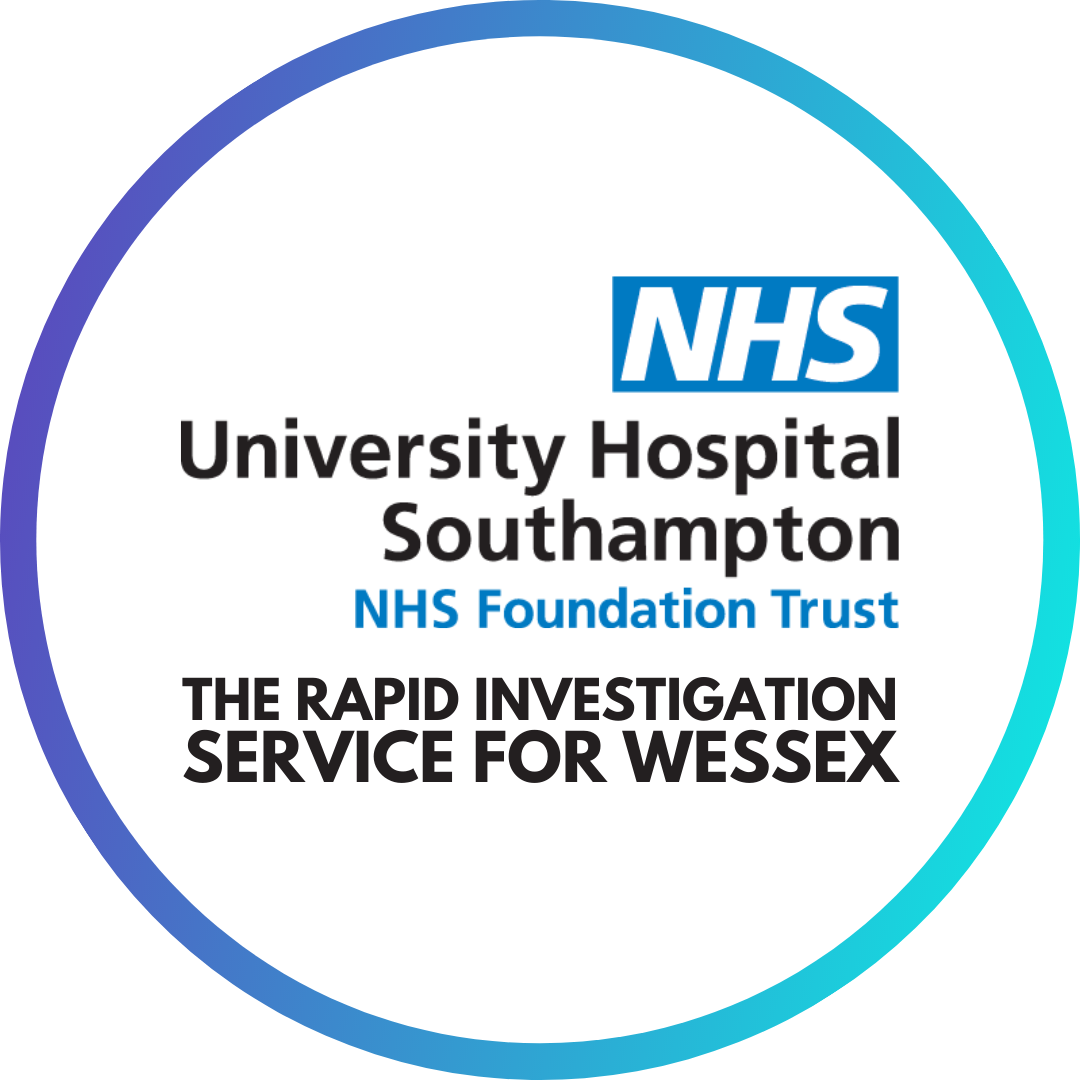 NHS
University Hospital
Southampton
NHS Foundation Trust
THE RAPID INVESTIGATION
SERVICE FOR WESSEX